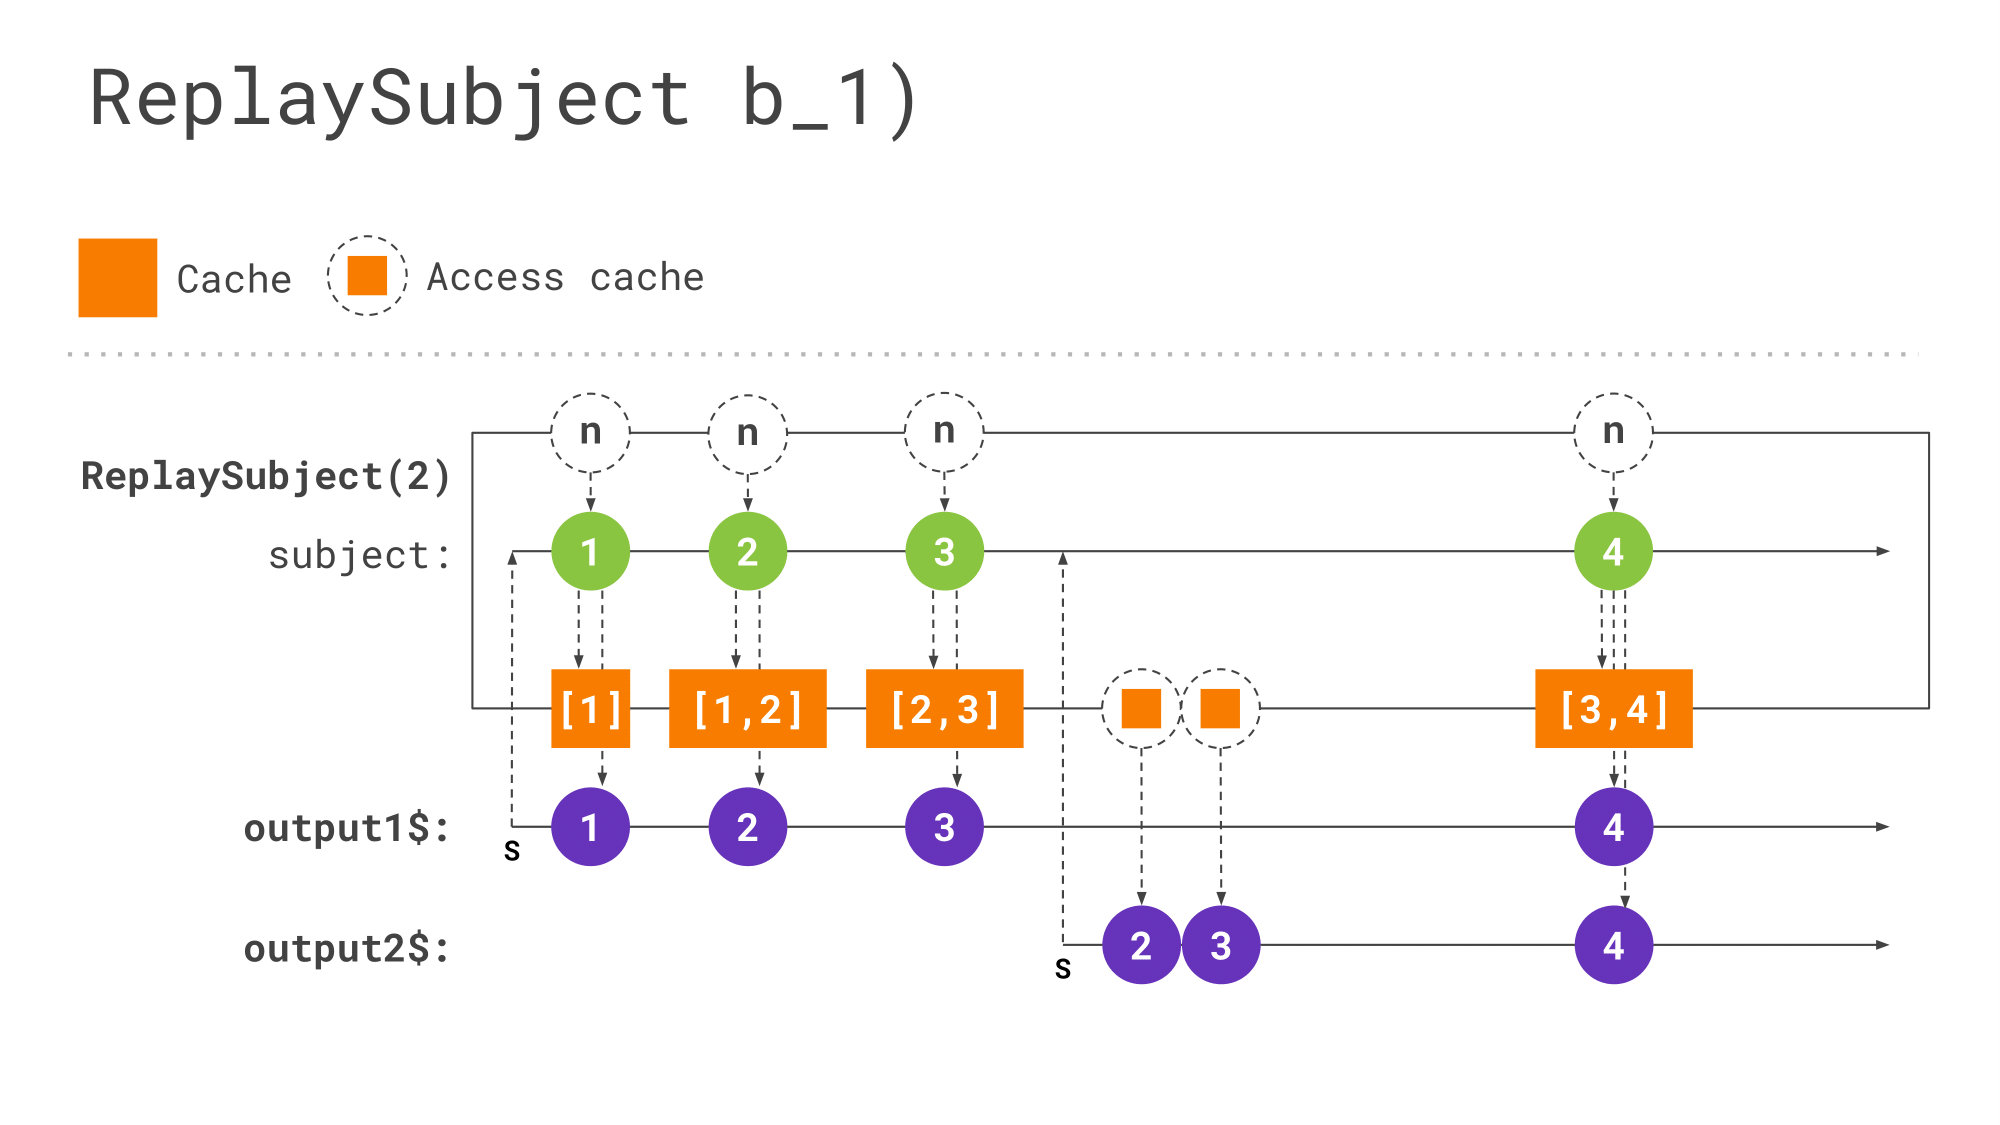 ReplaySubject b_1)
Cache Access cache
n n n n
ReplaySubject(2)
subject: 1 2 3 4
[1] [1,2] [2,3] [3,4]
output1$: 1 2 3 4
s
output2$: 2 3 4
s